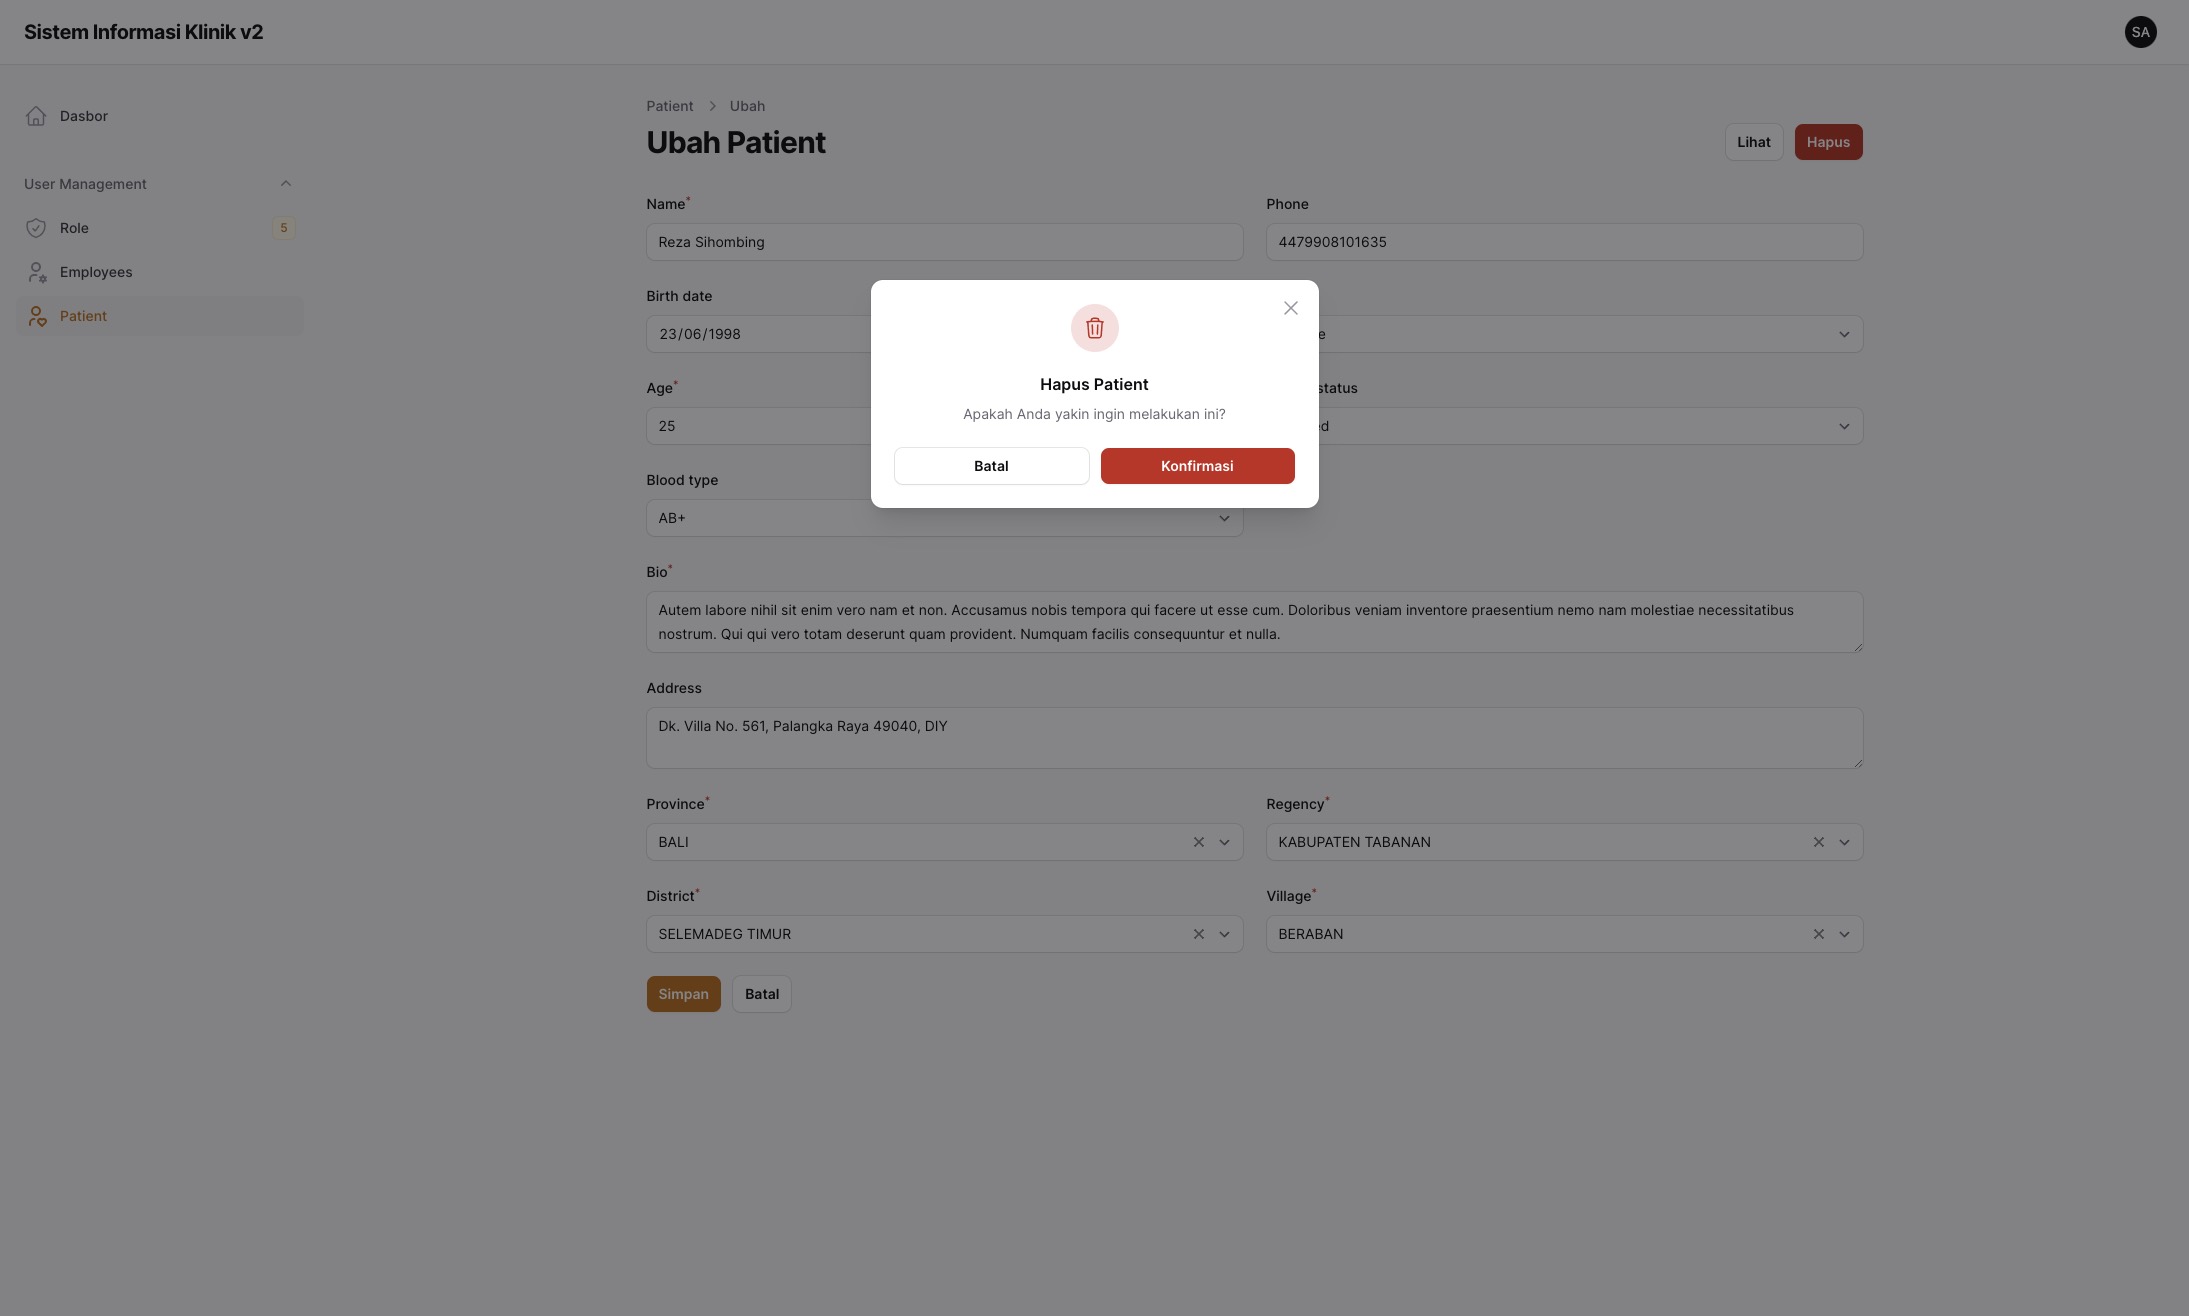 Sistem Informasi Klinik v2
SA
Dasbor
User Management
Role 5
Employees
Patient
Patient > Ubah
Ubah Patient
Lihat Hapus
Name* Phone
Reza Sihombing 4479908101635
Birth date
23/06/1998
Age* status
25
Blood type
AB+
Hapus Patient
Apakah Anda yakin ingin melakukan ini?
Batal Konfirmasi
Bio*
Autem labore nihil sit enim vero nam et non. Accusamus nobis tempora qui facere ut esse cum. Doloribus veniam inventore praesentium nemo nam molestiae necessitatibus
nostrum. Qui qui vero totam deserunt quam provident. Numquam facilis consequuntur et nulla.
Address
Dk. Villa No. 561, Palangka Raya 49040, DIY
Province* Regency*
BALI KABUPATEN TABANAN
District* Village*
SELEMADEG TIMUR BERABAN
Simpan Batal